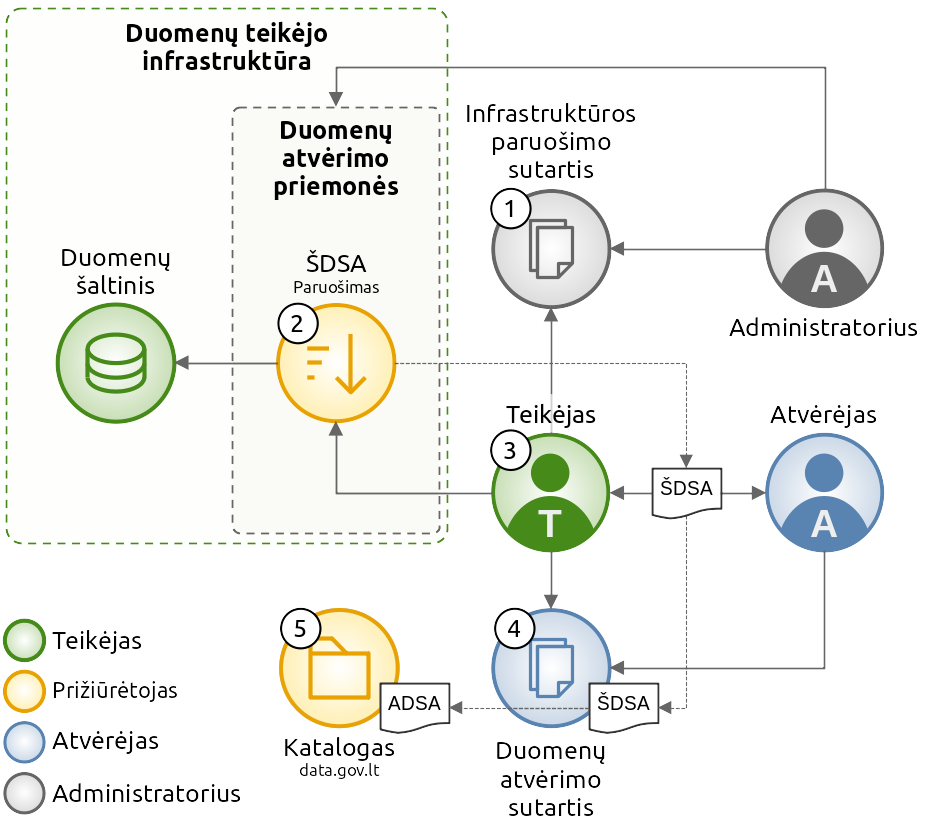 Duomenų teikėjo
infrastruktūra
Duomenų
atvėrimo
priemonės
Infrastruktūros
paruošimo
sutartis
1
A
Administratorius
Duomenų
šaltinis
ŠDSA
Paruošimas
2
Teikėjas
3
T
ŠDSA
Atvėrėjas
A
5
ADSA
Katalogas
data.gov.lt
4
ŠDSA
Duomenų
atvėrimo
sutartis
Teikėjas
Prižiūrėtojas
Atvėrėjas
Administratorius